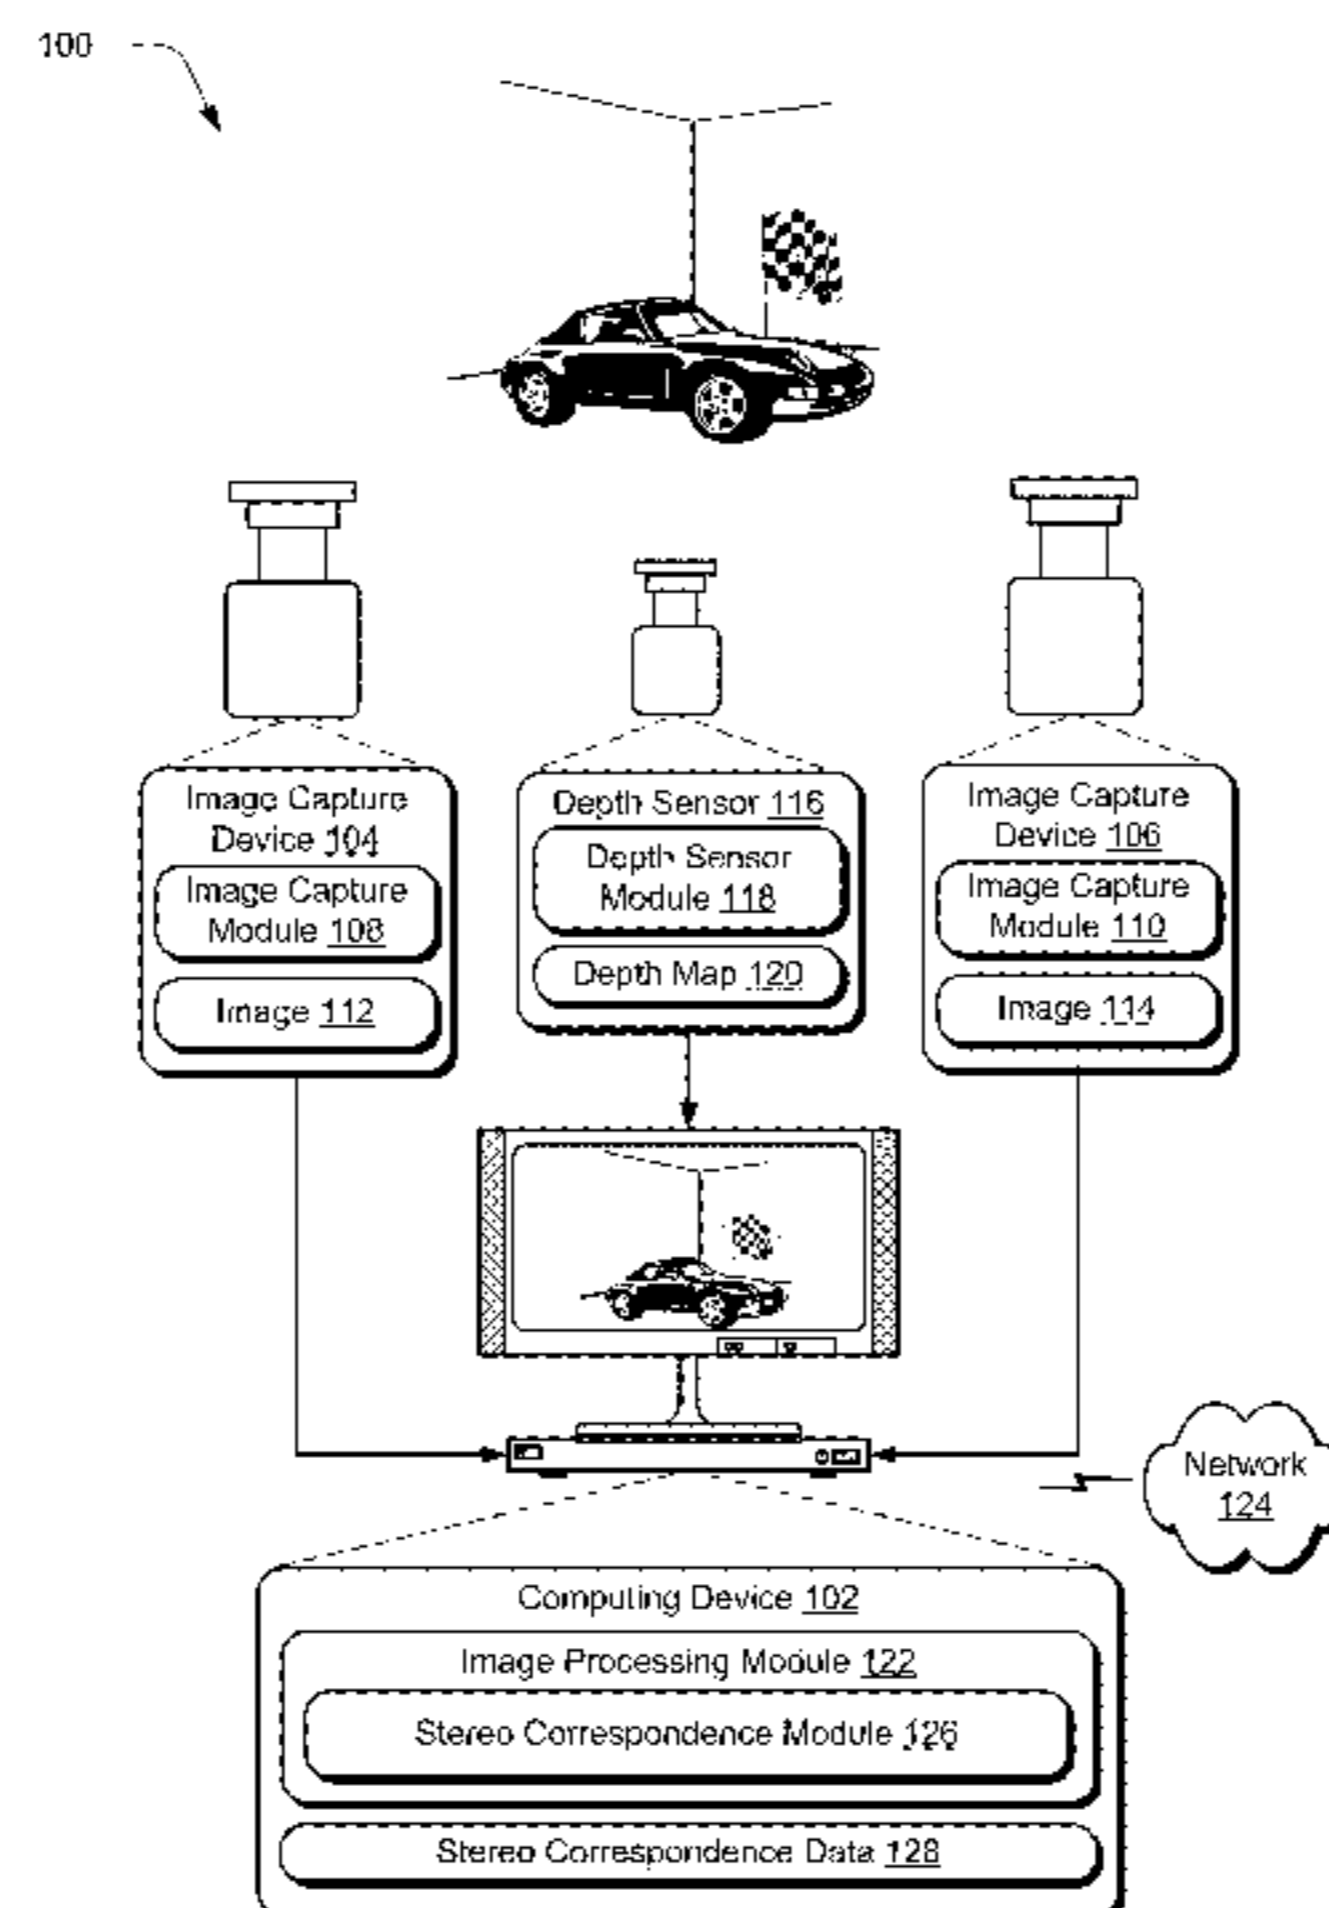 100
Image Capture
Device 104
Image Capture
Module 108
Image 112
Depth Sensor 116
Depth Sensor
Module 118
Depth Map 120
Image Capture
Device 106
Image Capture
Module 110
Image 114
Network
124
Computing Device 102
Image Processing Module 122
Stereo Correspondence Module 126
Stereo Correspondence Data 128